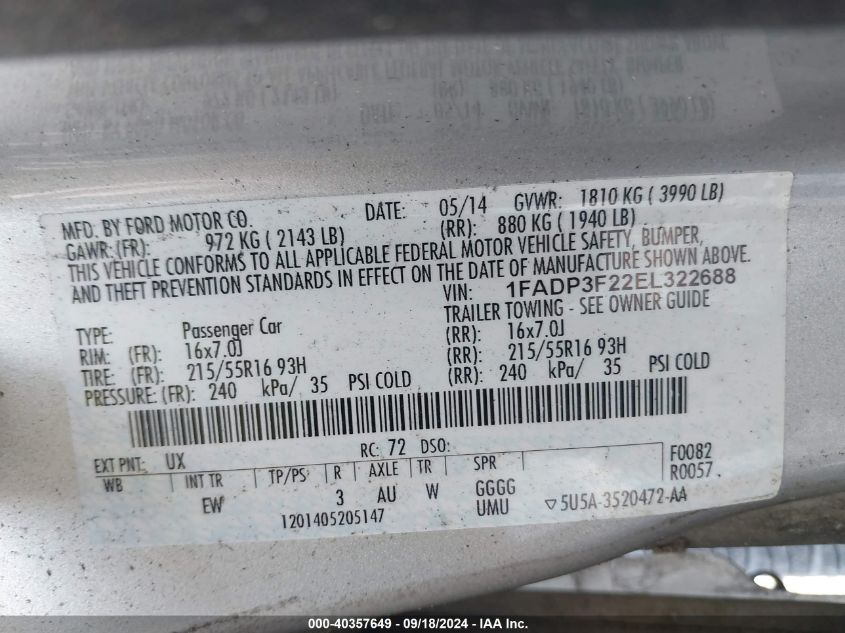 MFD. BY FORD MOTOR CO. DATE: 05/14 GVWR: 1810 KG ( 3990 LB)
GAWR: (FR): 972 KG ( 2143 LB) (RR): 880 KG ( 1940 LB)
THIS VEHICLE CONFORMS TO ALL APPLICABLE FEDERAL MOTOR VEHICLE SAFETY, BUMPER,
AND THEFT PREVENTION STANDARDS IN EFFECT ON THE DATE OF MANUFACTURE SHOWN ABOVE.
VIN: 1FADP3F22EL322688
TYPE: Passenger Car TRAILER TOWING - SEE OWNER GUIDE
RIM: (FR): 16x7.0J (RR): 16x7.0J
TIRE: (FR): 215/55R16 93H (RR): 215/55R16 93H
PRESSURE: (FR): 240 kPa/ 35 PSI COLD (RR): 240 kPa/ 35 PSI COLD
EXT PNT: UX RC: 72 DSO: F0082
WB INT TR TP/PS R AXLE TR SPR R0057
EW 3 AU W GGGG
1201405205147 UMU ▽5U5A-3520472-AA
000-40357649 - 09/18/2024 - IAA Inc.